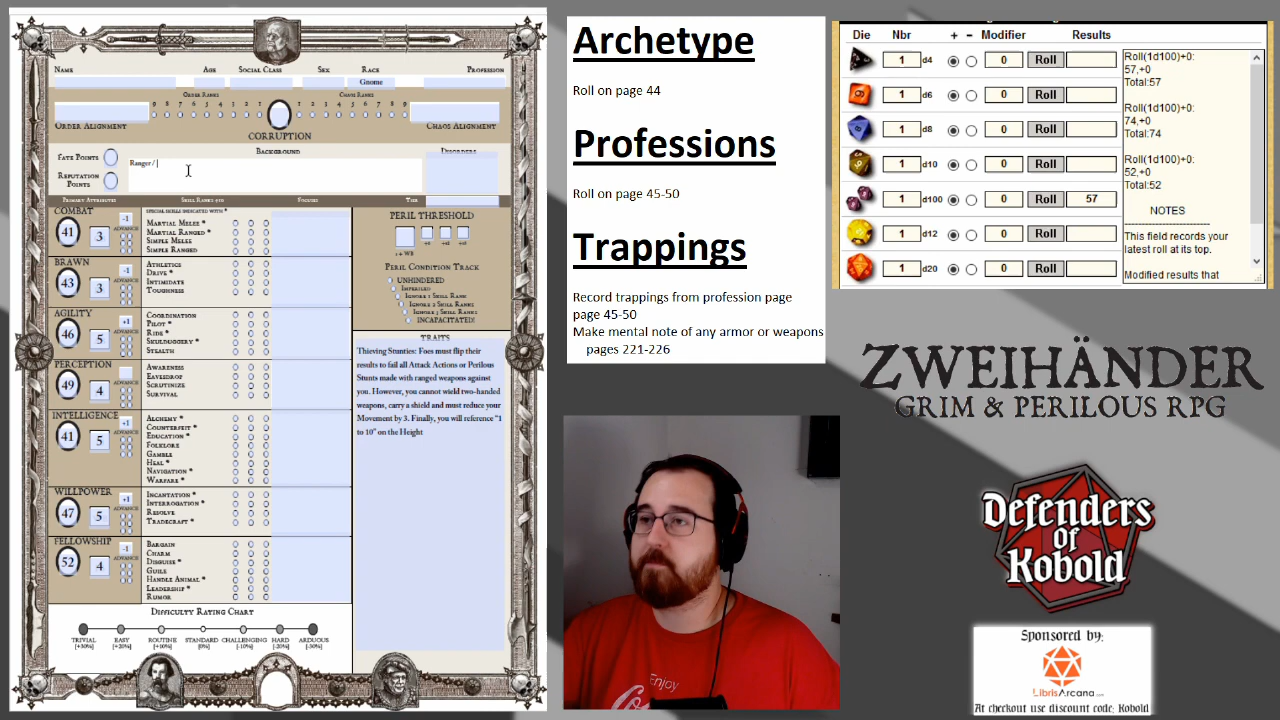 NAME
AGE
SOCIAL CLASS
SEX
RACE
PROFESSION
Gnome
ORDER RANKS
CHAOS RANKS
9 8 7 6 5 4 3 2 1
1 2 3 4 5 6 7 8 9
ORDER ALIGNMENT
CORRUPTION
CHAOS ALIGNMENT
FATE POINTS
BACKGROUND
DISORDERS
Ranger/
REPUTATION
POINTS
PRIMARY ATTRIBUTES
FOCUSES
TIER
COMBAT
41
3
-1
ADVANCE
SPECIAL SKILLS INDICATED WITH *
MARTIAL MELEE *
MARTIAL RANGED *
SIMPLE MELEE
SIMPLE RANGED
BRAWN
43
3
-1
ADVANCE
ATHLETICS
DRIVE *
INTIMIDATE
TOUGHNESS
AGILITY
46
5
+1
ADVANCE
COORDINATION
PILOT *
RIDE *
SKULDUGGERY *
STEALTH
PERCEPTION
49
4
ADVANCE
AWARENESS
EAVESDROP
SCRUTINIZE
SURVIVAL
INTELLIGENCE
41
5
+1
ADVANCE
ALCHEMY *
COUNTERFEIT *
EDUCATION *
FOLKLORE
GAMBLE
HEAL *
NAVIGATION *
WARFARE *
WILLPOWER
47
5
+1
ADVANCE
INCANTATION *
INTERROGATION *
RESOLVE
TRADECRAFT *
FELLOWSHIP
52
4
-1
ADVANCE
BARGAIN
CHARM
DISGUISE *
GUILE
HANDLE ANIMAL *
LEADERSHIP *
RUMOR
PERIL THRESHOLD
PERIL CONDITION TRACK
UNHINDERED
IMPERILED
IGNORE 1 SKILL RANK
IGNORE 2 SKILL RANKS
IGNORE 3 SKILL RANKS
INCAPACITATED!
TRAITS
Thieving Stunties: Foes must flip their
results to fail all Attack Actions or Perilous
Stunts made with ranged weapons against
you. However, you cannot wield two-handed
weapons, carry a shield and must reduce your
Movement by 3. Finally, you will reference "1
to 10" on the Height
DIFFICULTY RATING CHART
TRIVIAL EASY ROUTINE STANDARD CHALLENGING HARD ARDUOUS
[+30%] [+20%] [+10%] [0%] [-10%] [-20%] [-30%]
Archetype
Roll on page 44
Professions
Roll on page 45-50
Trappings
Record trappings from profession page
page 45-50
Make mental note of any armor or weapons
pages 221-226
Die Nbr + - Modifier Results
1 d4 0 Roll
1 d6 0 Roll
1 d8 0 Roll
1 d10 0 Roll
1 d100 0 Roll 57
1 d12 0 Roll
1 d20 0 Roll
Roll(1d100)+0:
57,+0
Total:57
Roll(1d100)+0:
74,+0
Total:74
Roll(1d100)+0:
52,+0
Total:52
NOTES
This field records your
latest roll at its top.
Modified results that
ZWEIHÄNDER
GRIM & PERILOUS RPG
Defenders
of
Kobold
Enjoy
Sponsored by:
LibrisArcana.com
At checkout use discount code: Kobold